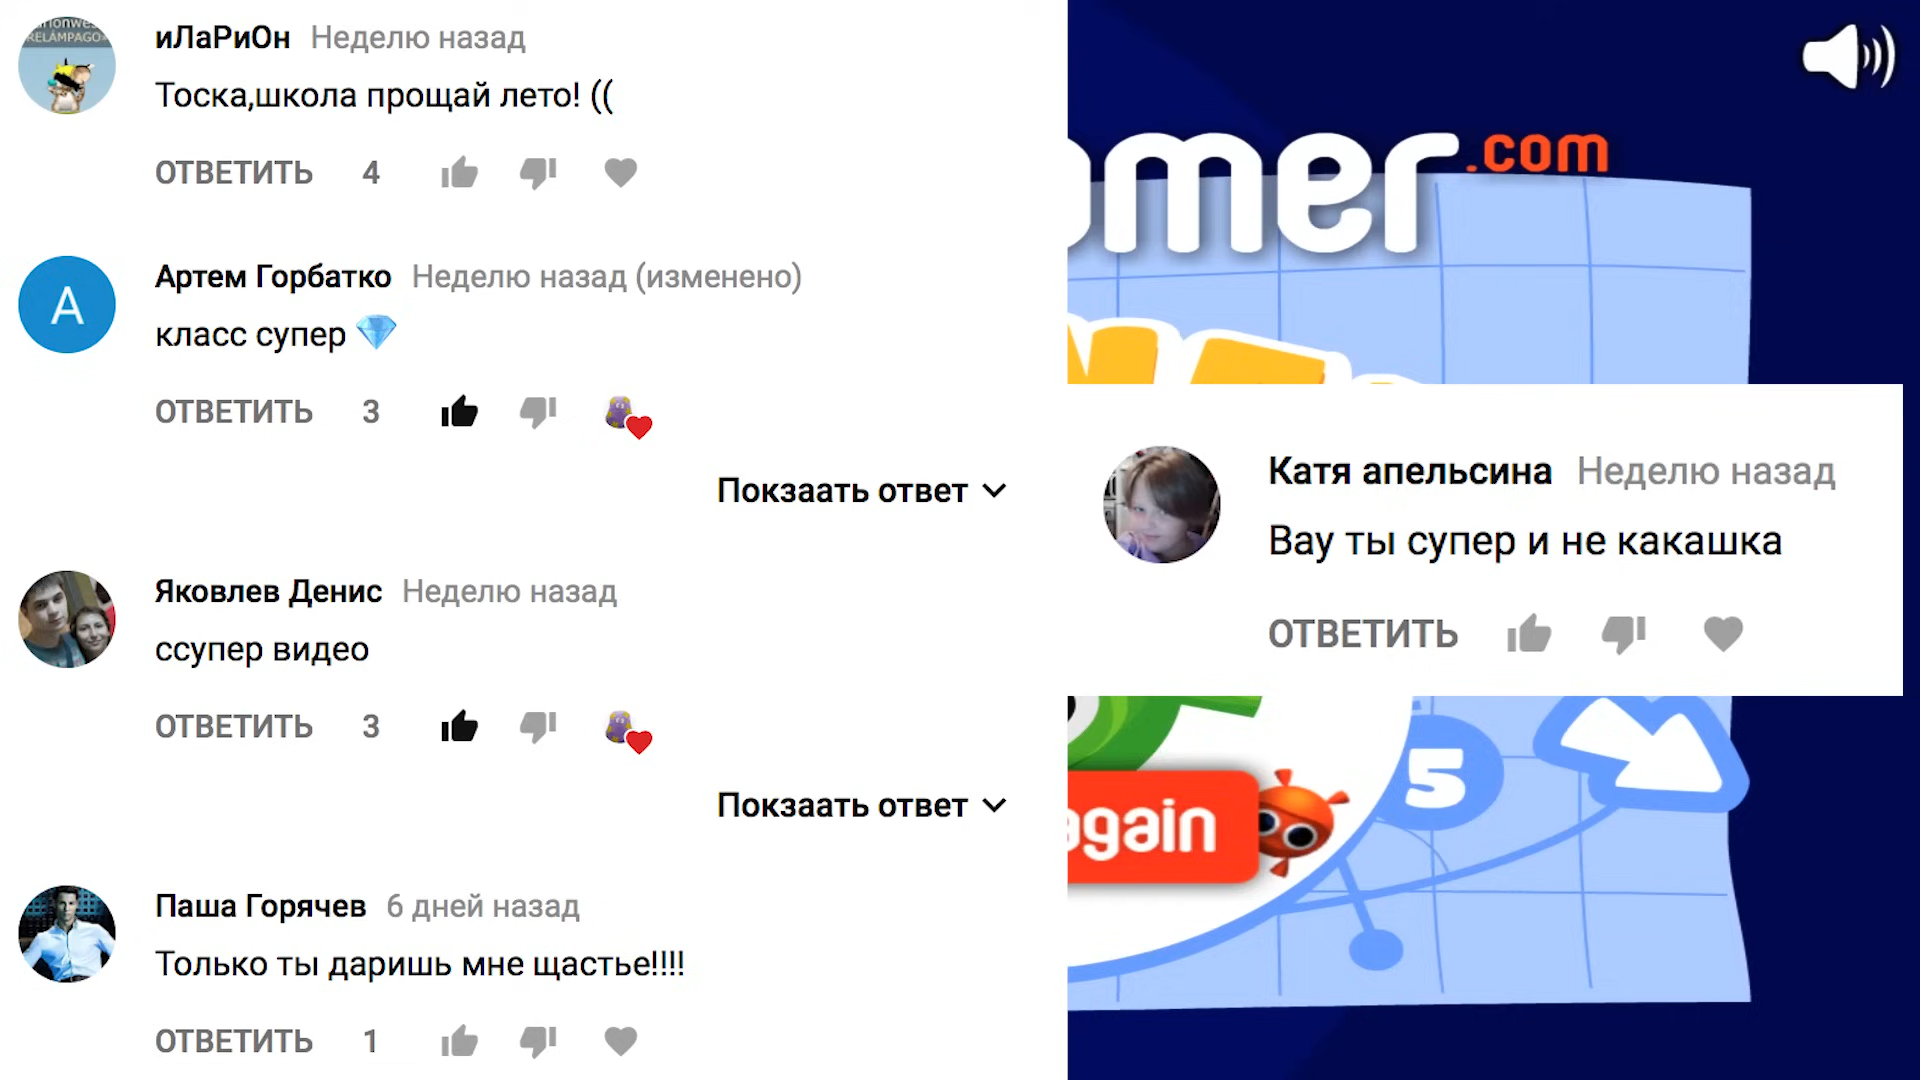 иЛаРиОн Неделю назад
Тоска,школа прощай лето! ((
ОТВЕТИТЬ 4
Артем Горбатко Неделю назад (изменено)
класс супер 💎
ОТВЕТИТЬ 3
Покзаать ответ
Яковлев Денис Неделю назад
ссупер видео
ОТВЕТИТЬ 3
Покзаать ответ
Паша Горячев 6 дней назад
Только ты даришь мне щастье!!!!
ОТВЕТИТЬ 1
A
RELÁMPAGO
omer.com
Катя апельсина Неделю назад
Вау ты супер и не какашка
ОТВЕТИТЬ
5
again